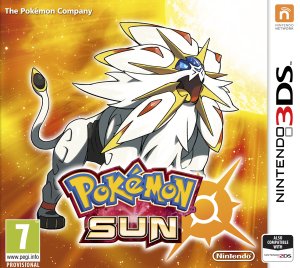 The Pokémon Company
NINTENDO
NETWORK
NINTENDO 3DS
POKéMON
SUN
7
www.pegi.info
Nintendo
ALSO
COMPATIBLE
WITH
NINTENDO 2DS